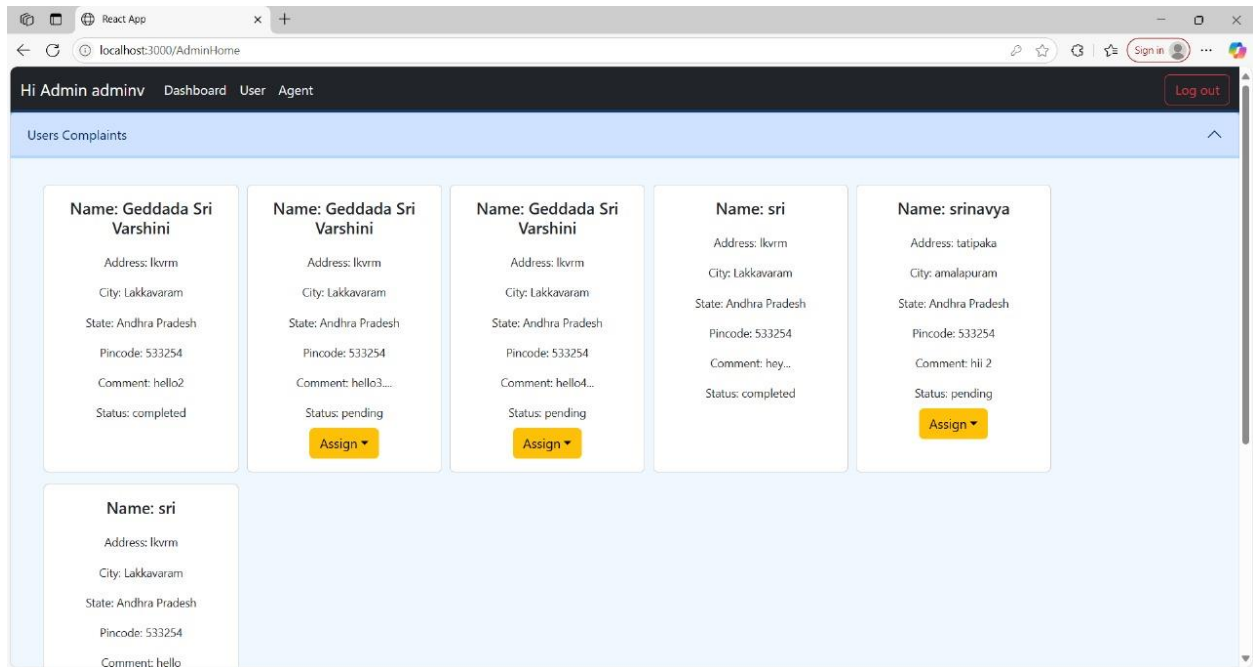 React App
localhost:3000/AdminHome
Sign in
Hi Admin adminv Dashboard User Agent Log out
Users Complaints
Name: Geddada Sri
Varshini
Address: lkvrm
City: Lakkavaram
State: Andhra Pradesh
Pincode: 533254
Comment: hello2
Status: completed
Name: Geddada Sri
Varshini
Address: lkvrm
City: Lakkavaram
State: Andhra Pradesh
Pincode: 533254
Comment: hello3....
Status: pending
Assign
Name: Geddada Sri
Varshini
Address: lkvrm
City: Lakkavaram
State: Andhra Pradesh
Pincode: 533254
Comment: hello4...
Status: pending
Assign
Name: sri
Address: lkvrm
City: Lakkavaram
State: Andhra Pradesh
Pincode: 533254
Comment: hey...
Status: completed
Name: srinavya
Address: tatipaka
City: amalapuram
State: Andhra Pradesh
Pincode: 533254
Comment: hii 2
Status: pending
Assign
Name: sri
Address: lkvrm
City: Lakkavaram
State: Andhra Pradesh
Pincode: 533254
Comment: hello